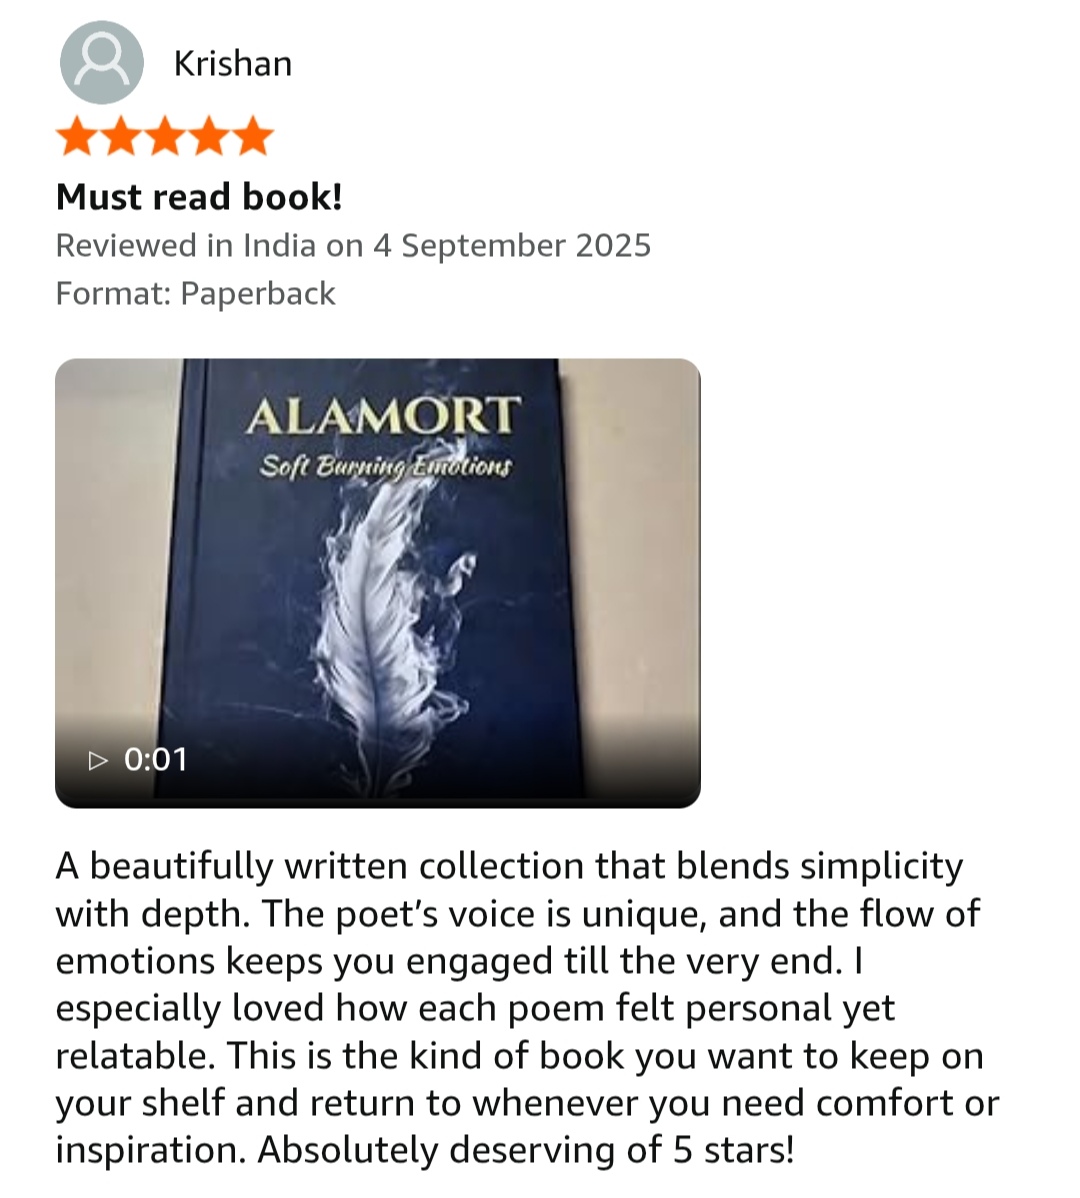 Krishan
Must read book!
Reviewed in India on 4 September 2025
Format: Paperback
ALAMORT
Soft Burning Emotions
0:01
A beautifully written collection that blends simplicity
with depth. The poet's voice is unique, and the flow of
emotions keeps you engaged till the very end. I
especially loved how each poem felt personal yet
relatable. This is the kind of book you want to keep on
your shelf and return to whenever you need comfort or
inspiration. Absolutely deserving of 5 stars!